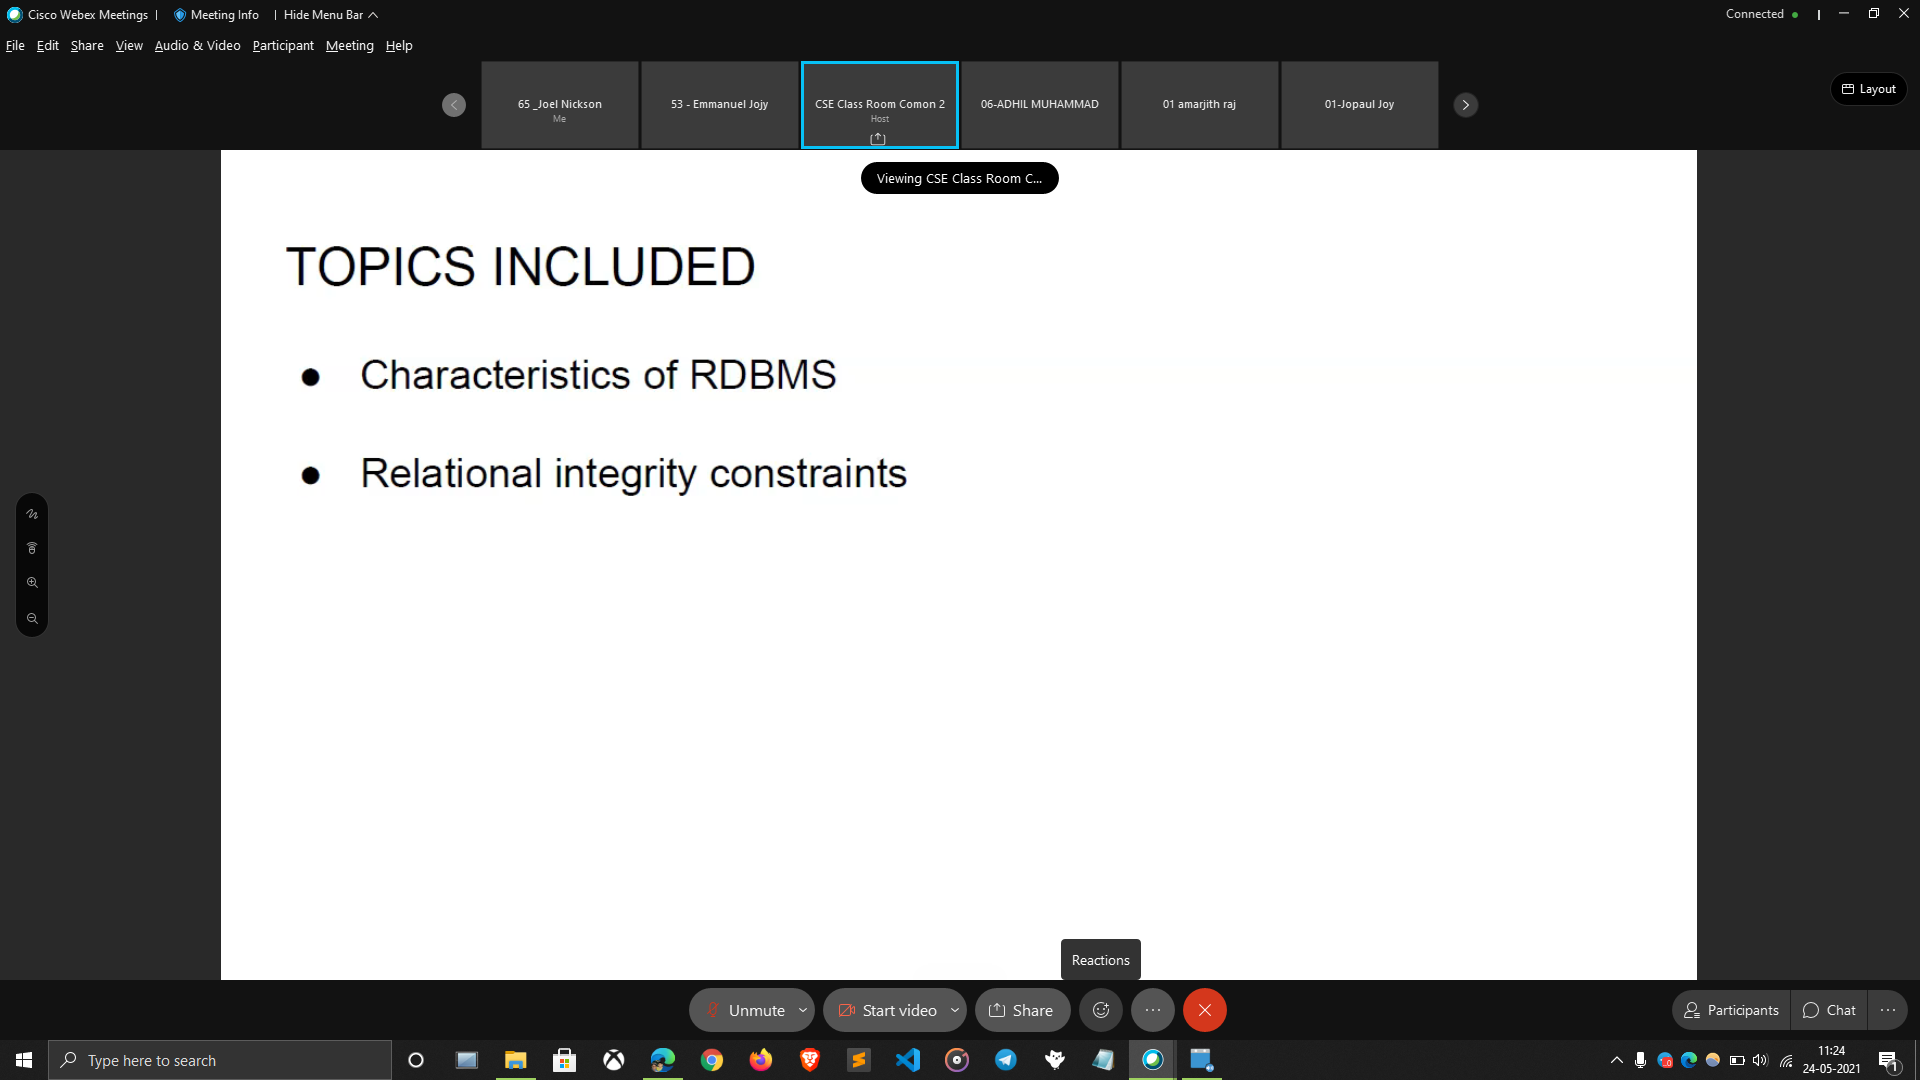 Cisco Webex Meetings | Meeting Info | Hide Menu Bar Connected |
File Edit Share View Audio & Video Participant Meeting Help
65 _Joel Nickson 53 - Emmanuel Jojy CSE Class Room Comon 2 06-ADHIL MUHAMMAD 01 amarjith raj 01-Jopaul Joy
Me Host
Layout
Viewing CSE Class Room C...
TOPICS INCLUDED
● Characteristics of RDBMS
● Relational integrity constraints
Reactions
Unmute Start video Share Participants Chat
Type here to search
11:24
24-05-2021
1